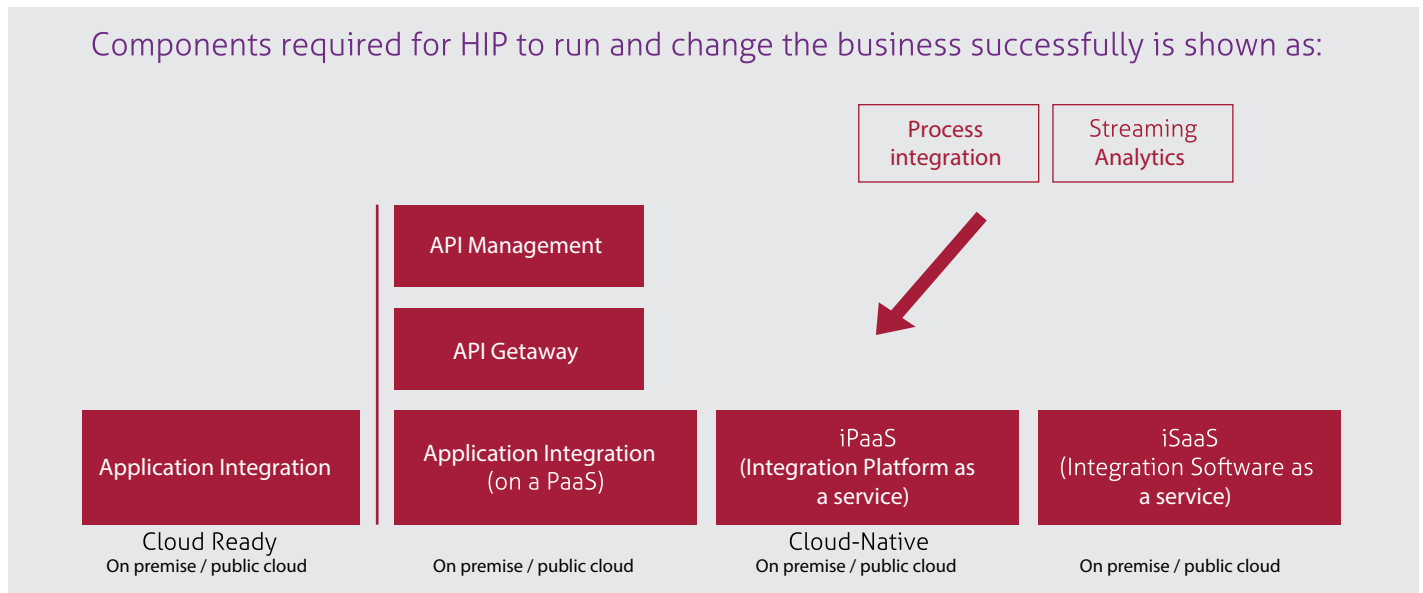 Components required for HIP to run and change the business successfully is shown as:
Process
integration
Streaming
Analytics
API Management
API Getaway
Application Integration
Application Integration
(on a PaaS)
iPaaS
(Integration Platform as
a service)
iSaaS
(Integration Software as
a service)
Cloud Ready
On premise / public cloud
On premise / public cloud
Cloud-Native
On premise / public cloud
On premise / public cloud